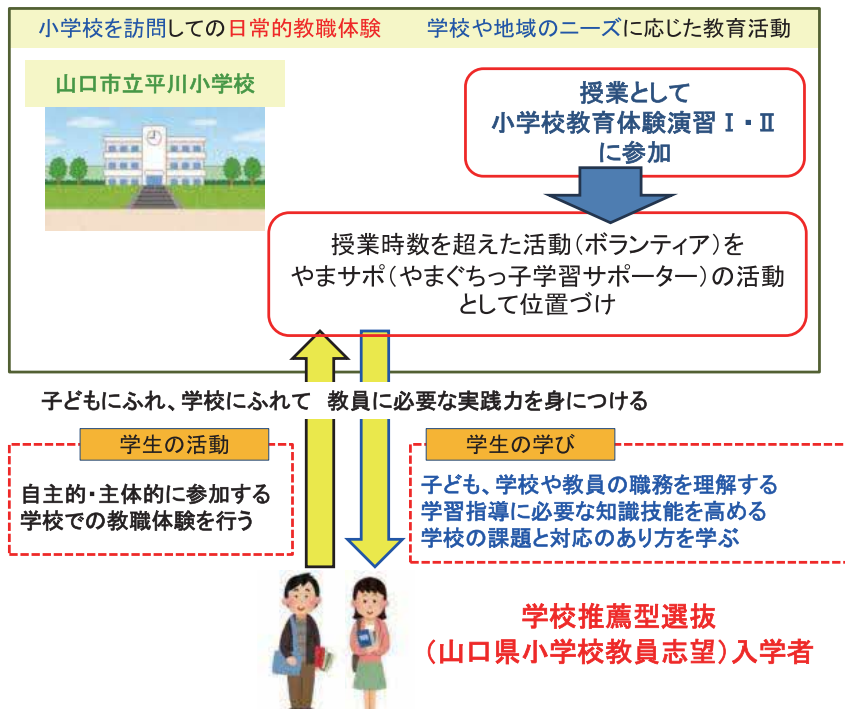 小学校を訪問しての日常的教職体験　学校や地域のニーズに応じた教育活動
山口市立平川小学校
授業として
小学校教育体験演習Ⅰ・Ⅱ
に参加
授業時数を超えた活動(ボランティア)を
やまサポ(やまぐちっ子学習サポーター)の活動
として位置づけ
子どもにふれ、学校にふれて　教員に必要な実践力を身につける
学生の活動
自主的・主体的に参加する
学校での教職体験を行う
学生の学び
子ども、学校や教員の職務を理解する
学習指導に必要な知識技能を高める
学校の課題と対応のあり方を学ぶ
学校推薦型選抜
(山口県小学校教員志望)入学者